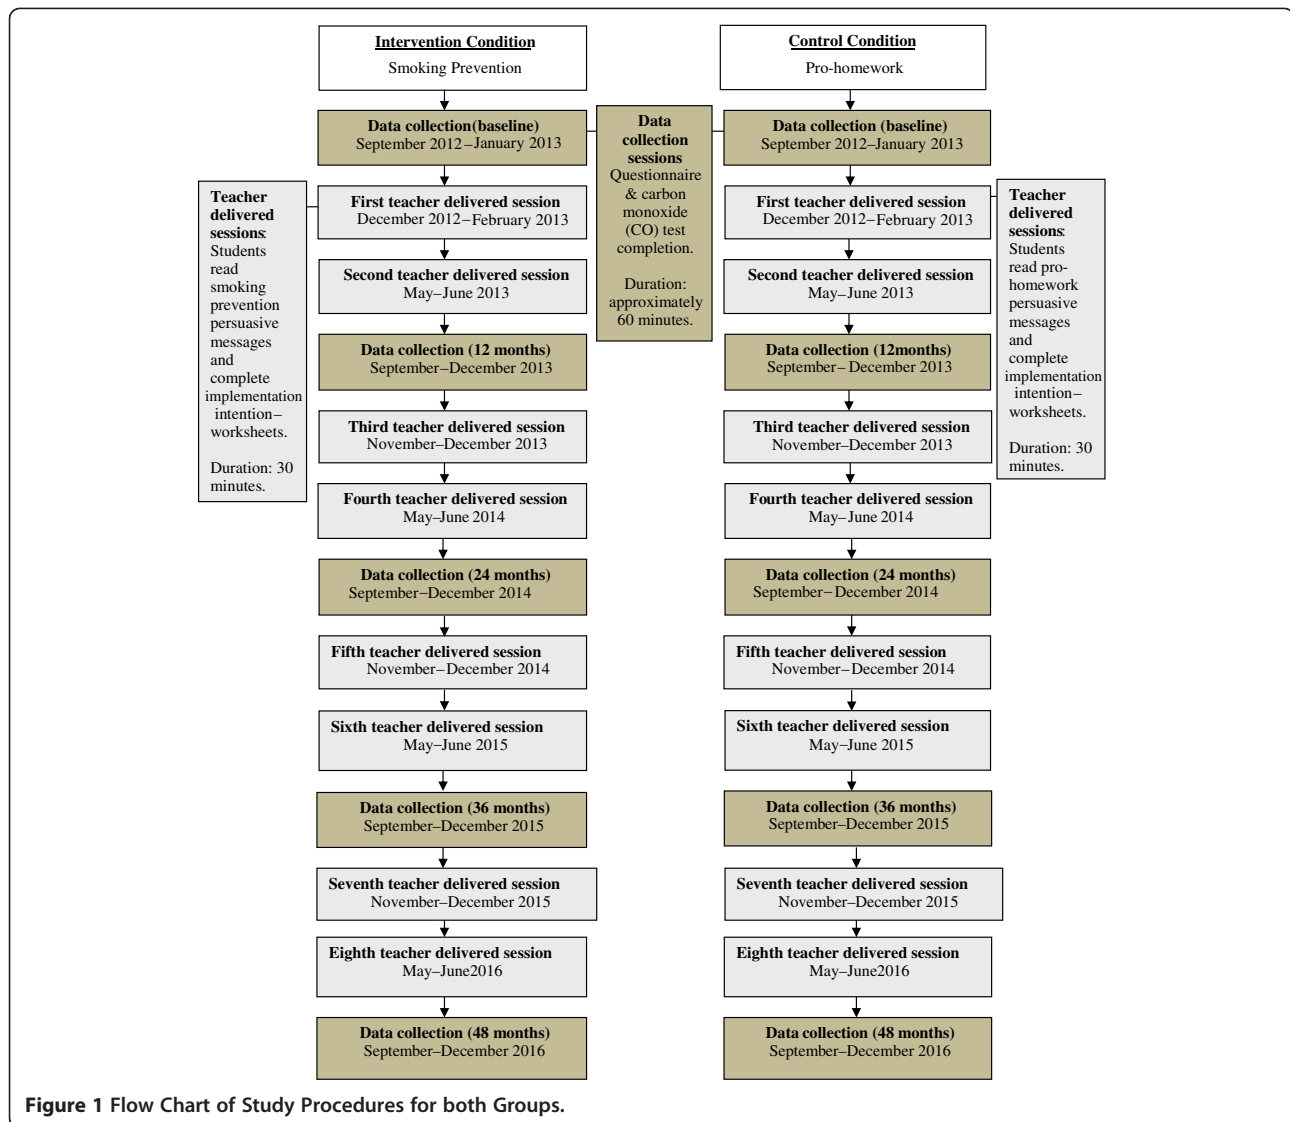 Intervention Condition
Smoking Prevention
Data collection(baseline)
September 2012–January 2013
First teacher delivered session
December 2012–February 2013
Second teacher delivered session
May–June 2013
Data collection (12 months)
September–December 2013
Third teacher delivered session
November–December 2013
Fourth teacher delivered session
May–June 2014
Data collection (24 months)
September–December 2014
Fifth teacher delivered session
November–December 2014
Sixth teacher delivered session
May–June 2015
Data collection (36 months)
September–December 2015
Seventh teacher delivered session
November–December 2015
Eighth teacher delivered session
May–June2016
Data collection (48 months)
September–December 2016
Teacher
delivered
sessions:
Students
read
smoking
prevention
persuasive
messages
and
complete
implementation
intention–
worksheets.
Duration: 30
minutes.
Data
collection
sessions
Questionnaire
& carbon
monoxide
(CO) test
completion.
Duration:
approximately
60 minutes.
Control Condition
Pro-homework
Data collection (baseline)
September 2012–January 2013
First teacher delivered session
December 2012–February 2013
Second teacher delivered session
May–June 2013
Data collection (12months)
September–December 2013
Third teacher delivered session
November–December 2013
Fourth teacher delivered session
May–June 2014
Data collection (24 months)
September–December 2014
Fifth teacher delivered session
November–December 2014
Sixth teacher delivered session
May–June 2015
Data collection (36 months)
September–December 2015
Seventh teacher delivered session
November–December 2015
Eighth teacher delivered session
May–June2016
Data collection (48 months)
September–December 2016
Teacher
delivered
sessions:
Students
read pro-
homework
persuasive
messages
and
complete
implementation
intention–
worksheets.
Duration: 30
minutes.
Figure 1 Flow Chart of Study Procedures for both Groups.